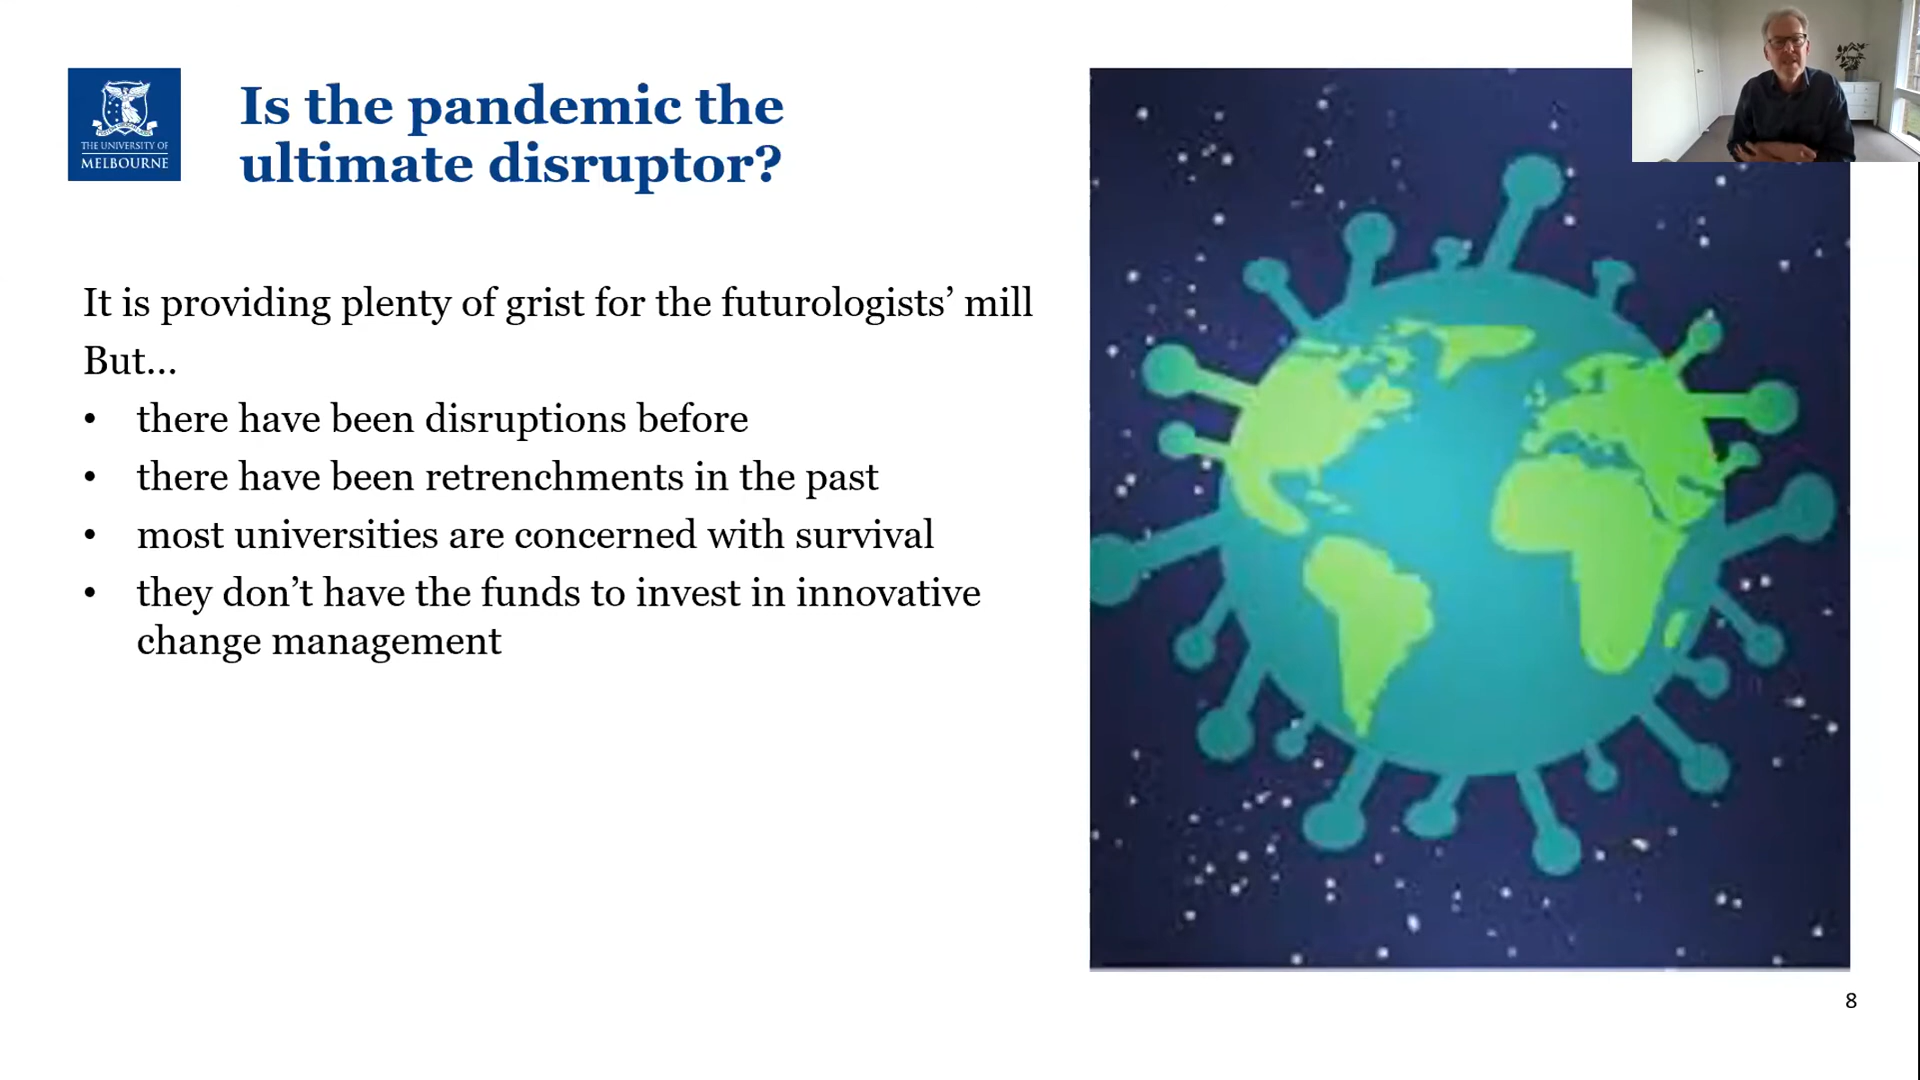 THE UNIVERSITY OF
MELBOURNE
Is the pandemic the
ultimate disruptor?
It is providing plenty of grist for the futurologists’ mill
But…
• there have been disruptions before
• there have been retrenchments in the past
• most universities are concerned with survival
• they don’t have the funds to invest in innovative
change management
8